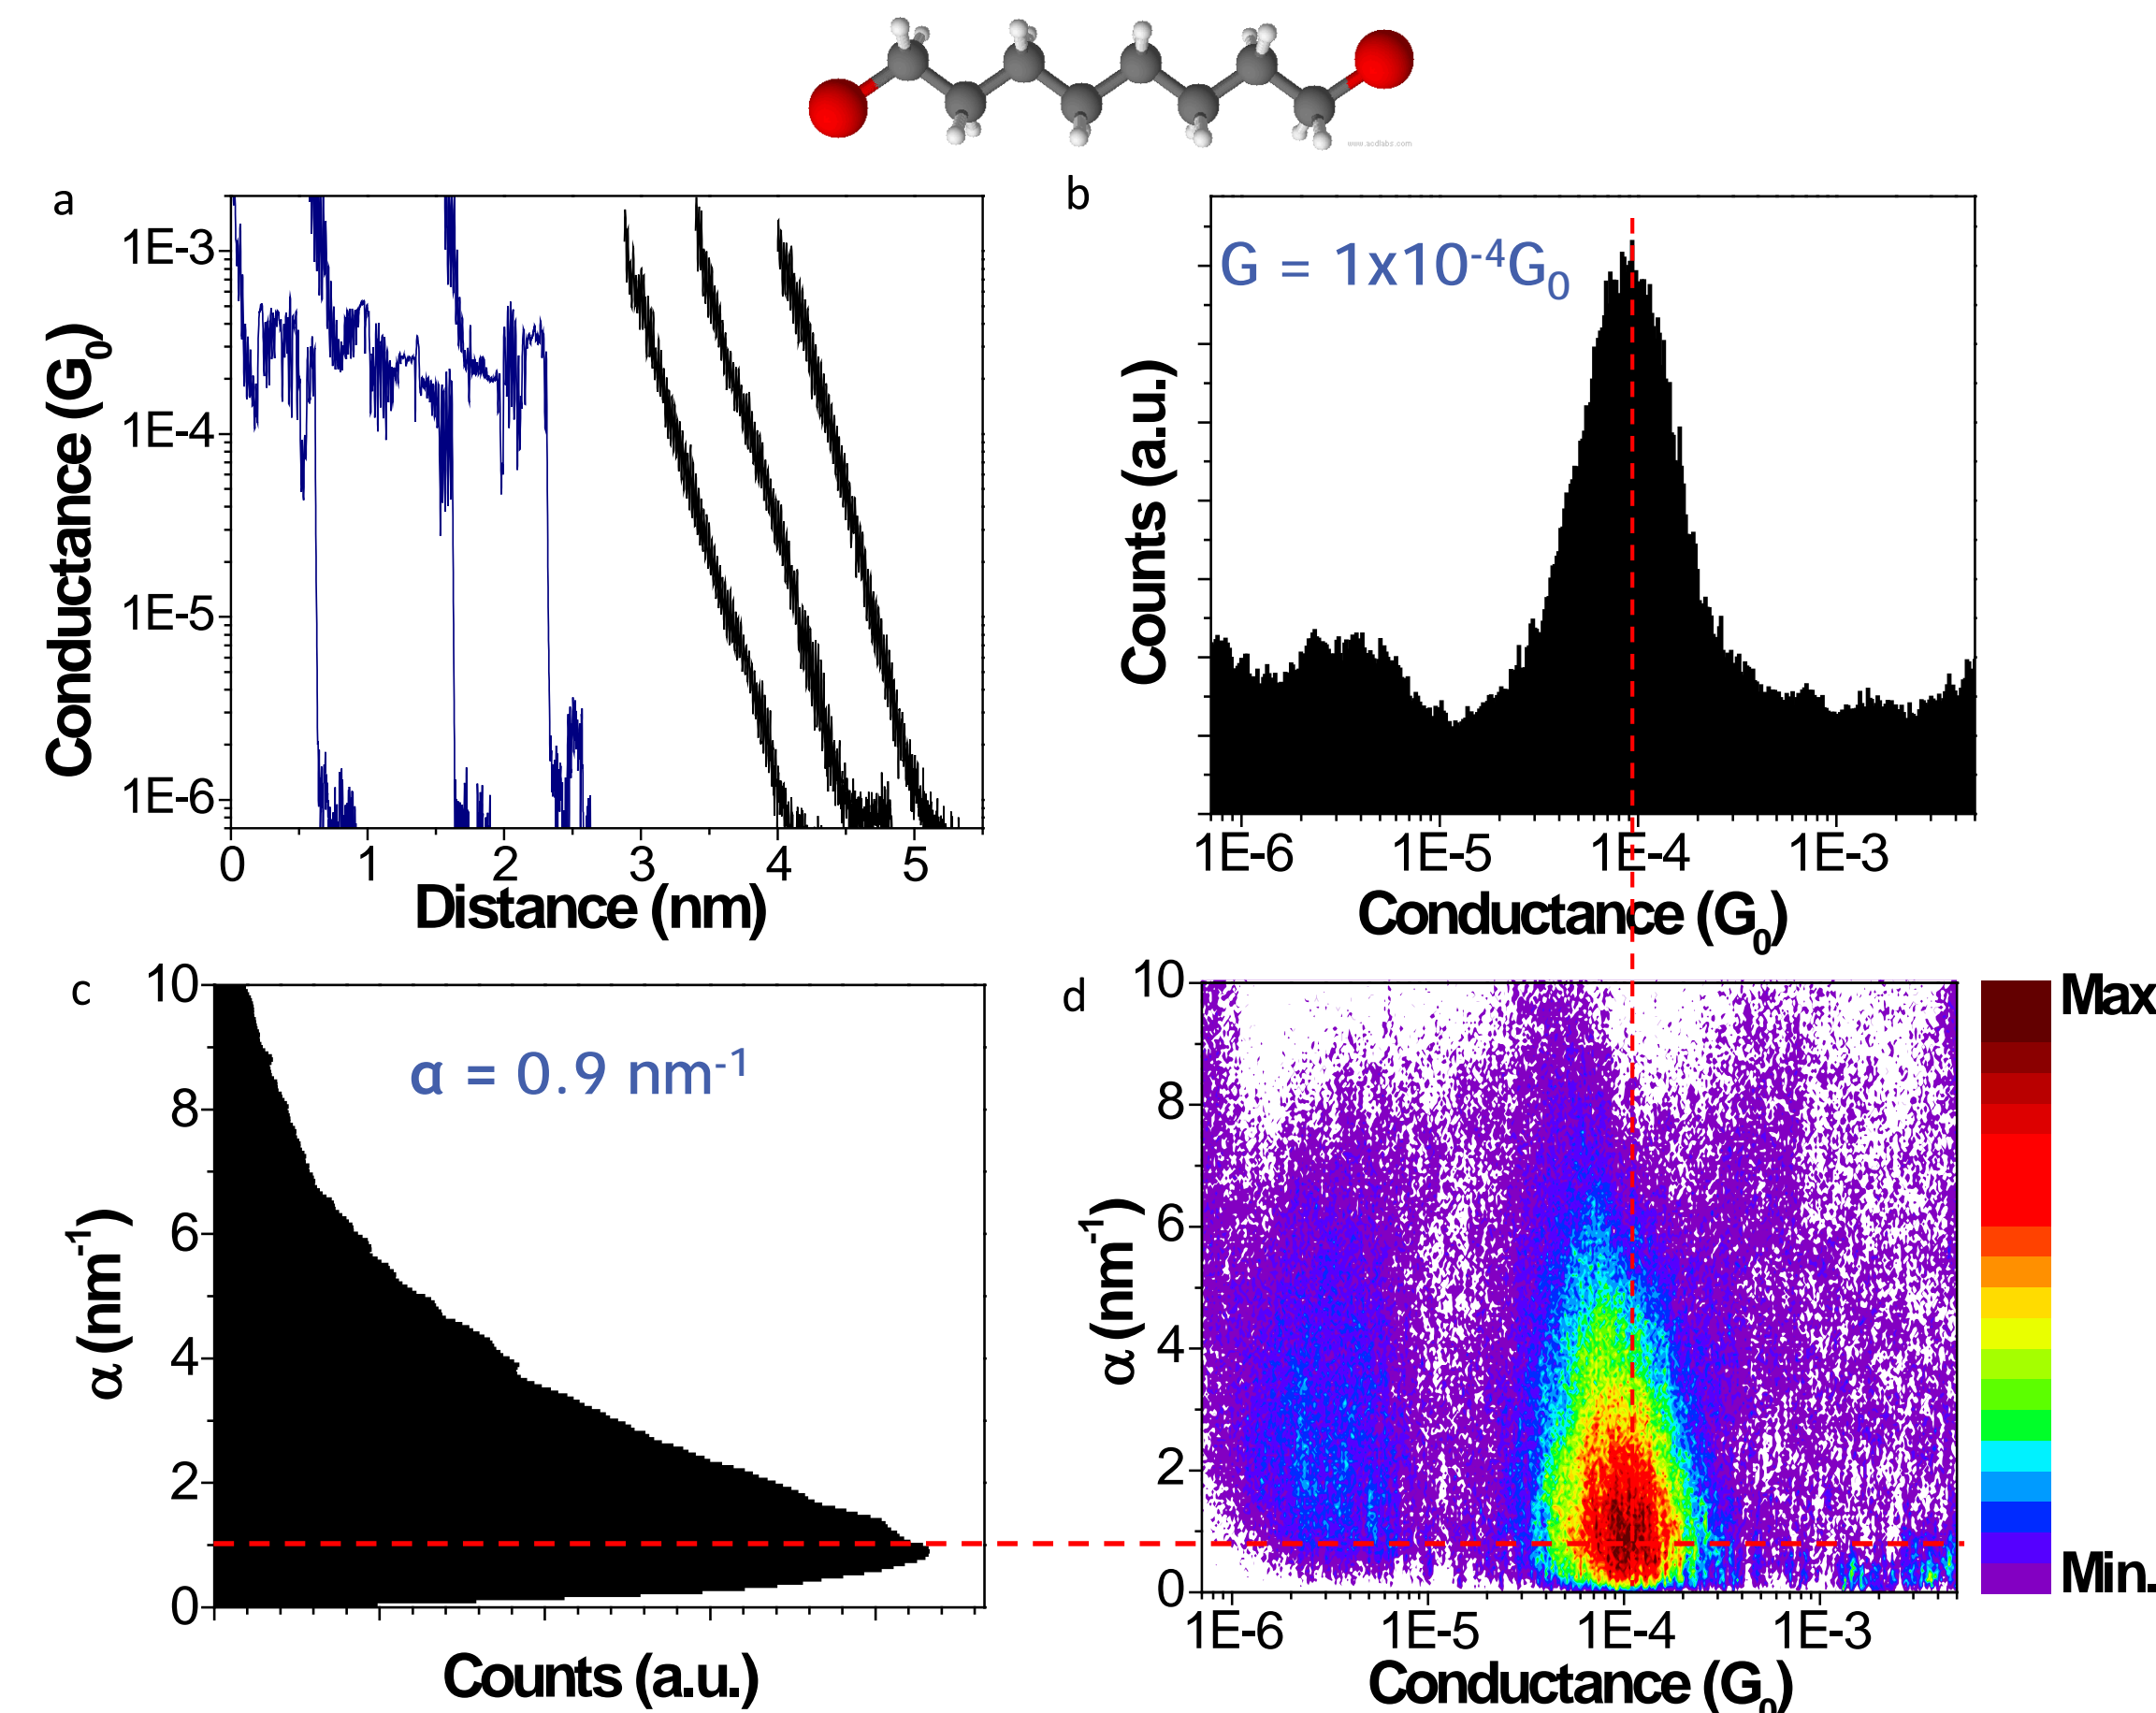 www.acdlabs.com
a
1E-3
1E-4
1E-5
1E-6
Conductance (G0)
0 1 2 3 4 5
Distance (nm)
b
G = 1x10-4G0
Counts (a.u.)
1E-6 1E-5 1E-4 1E-3
Conductance (G0)
c
10
8
6
4
2
0
α (nm-1)
α = 0.9 nm-1
Counts (a.u.)
d
10
8
6
4
2
0
α (nm-1)
1E-6 1E-5 1E-4 1E-3
Conductance (G0)
Max
Min.